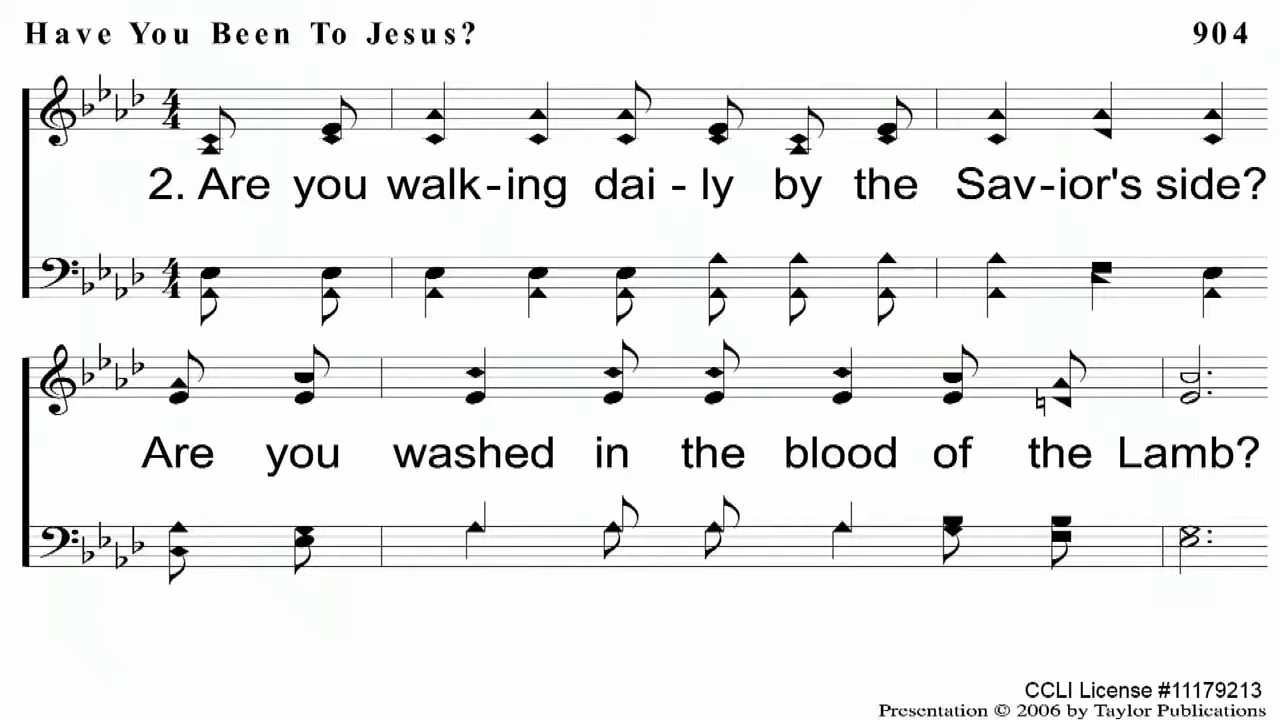 Have You Been To Jesus? 904
2. Are you walk-ing dai - ly by the Sav-ior's side?
Are you washed in the blood of the Lamb?
CCLI License #11179213
Presentation © 2006 by Taylor Publications